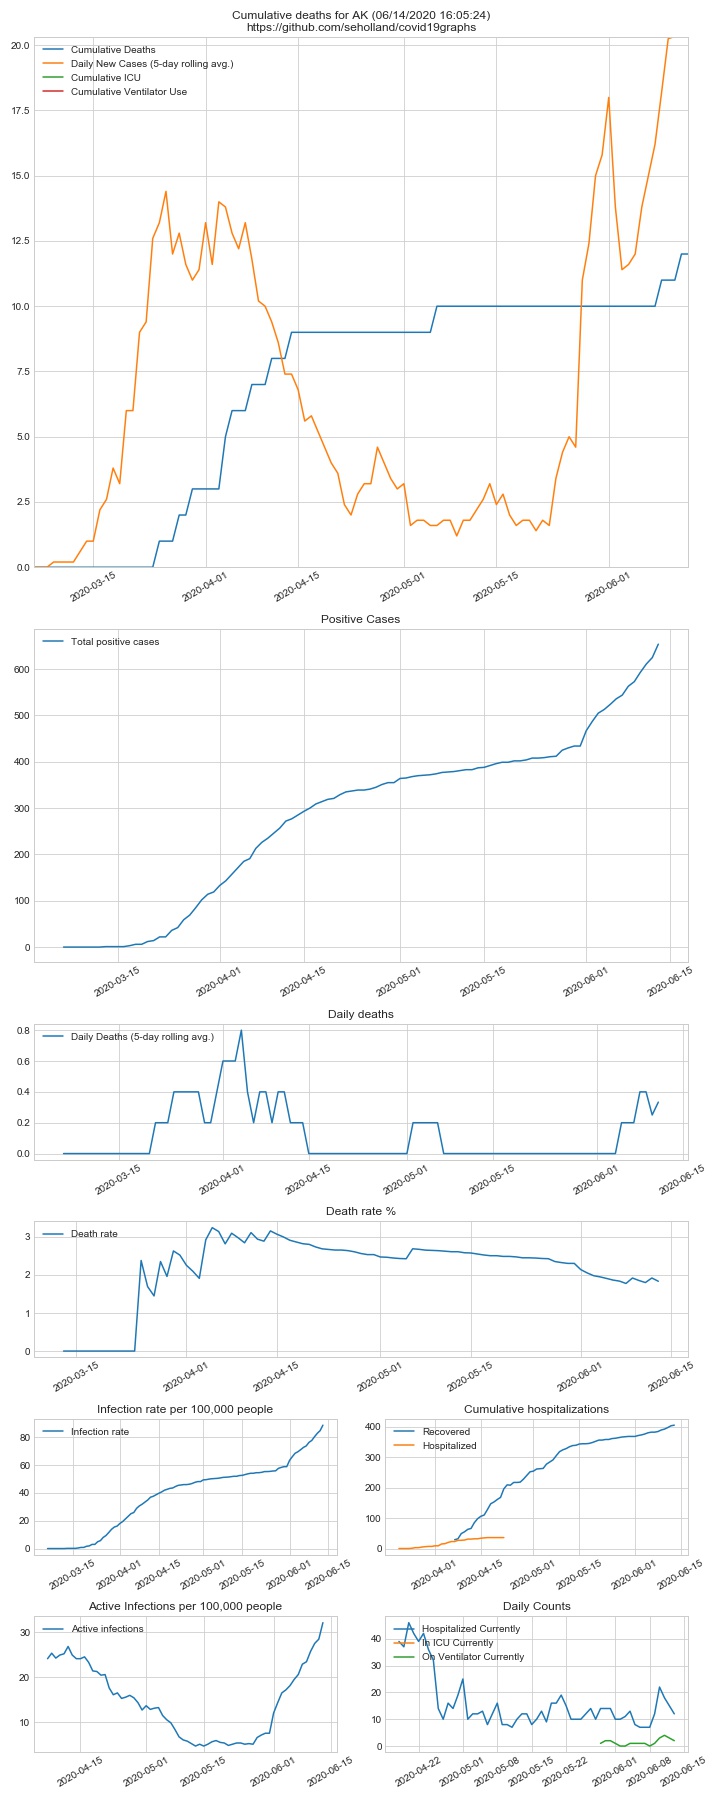 Cumulative deaths for AK (06/14/2020 16:05:24)
https://github.com/seholland/covid19graphs
Cumulative Deaths
Daily New Cases (5-day rolling avg.)
Cumulative ICU
Cumulative Ventilator Use
20.0
17.5
15.0
12.5
10.0
7.5
5.0
2.5
0.0
2020-03-15 2020-04-01 2020-04-15 2020-05-01 2020-05-15 2020-06-01
Positive Cases
Total positive cases
600
500
400
300
200
100
0
2020-03-15 2020-04-01 2020-04-15 2020-05-01 2020-05-15 2020-06-01 2020-06-15
Daily deaths
Daily Deaths (5-day rolling avg.)
0.8
0.6
0.4
0.2
0.0
2020-03-15 2020-04-01 2020-04-15 2020-05-01 2020-05-15 2020-06-01 2020-06-15
Death rate %
Death rate
3
2
1
0
2020-03-15 2020-04-01 2020-04-15 2020-05-01 2020-05-15 2020-06-01 2020-06-15
Infection rate per 100,000 people
Infection rate
80
60
40
20
0
2020-03-15 2020-04-01 2020-04-15 2020-05-01 2020-05-15 2020-06-01 2020-06-15
Cumulative hospitalizations
Recovered
Hospitalized
400
300
200
100
0
2020-04-01 2020-04-15 2020-05-01 2020-05-15 2020-06-01 2020-06-15
Active Infections per 100,000 people
Active infections
30
20
10
2020-04-15 2020-05-01 2020-05-15 2020-06-01 2020-06-15
Daily Counts
Hospitalized Currently
In ICU Currently
On Ventilator Currently
40
30
20
10
0
2020-04-22 2020-05-01 2020-05-08 2020-05-15 2020-05-22 2020-06-01 2020-06-08 2020-06-15